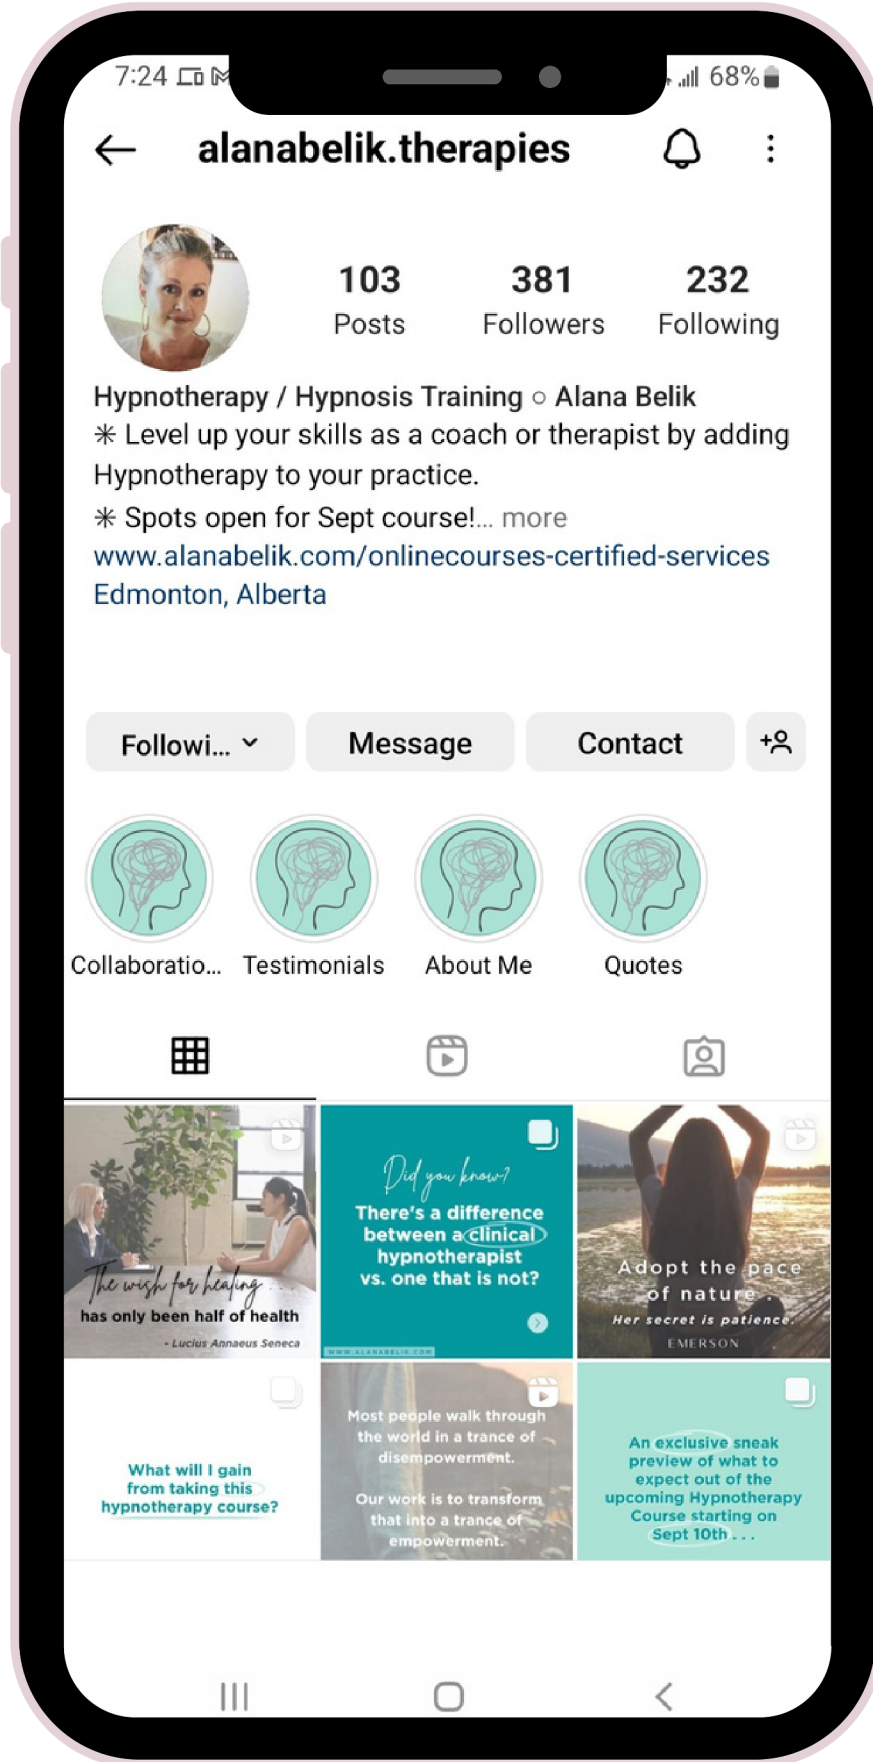 7:24 68%
alanabelik.therapies
103 381 232
Posts Followers Following
Hypnotherapy / Hypnosis Training ○ Alana Belik
✳ Level up your skills as a coach or therapist by adding
Hypnotherapy to your practice.
✳ Spots open for Sept course!... more
www.alanabelik.com/onlinecourses-certified-services
Edmonton, Alberta
Followi... Message Contact
Collaboratio... Testimonials About Me Quotes
The wish for healing . . .
has only been half of health
- Lucius Annaeus Seneca
Did you know?
There's a difference
between a clinical
hypnotherapist
vs. one that is not?
WWW.ALANABELIK.COM
Adopt the pace
of nature .
Her secret is patience.
EMERSON
What will I gain
from taking this
hypnotherapy course?
Most people walk through
the world in a trance of
disempowerment.
Our work is to transform
that into a trance of
empowerment.
An exclusive sneak
preview of what to
expect out of the
upcoming Hypnotherapy
Course starting on
Sept 10th . . .